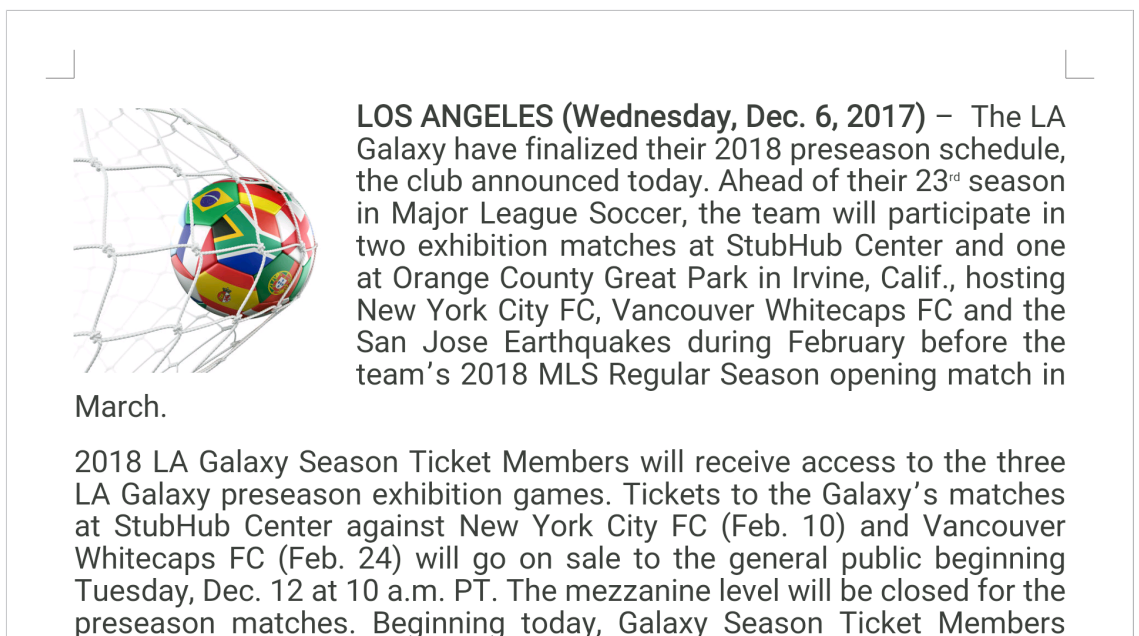 LOS ANGELES (Wednesday, Dec. 6, 2017) – The LA
Galaxy have finalized their 2018 preseason schedule,
the club announced today. Ahead of their 23rd season
in Major League Soccer, the team will participate in
two exhibition matches at StubHub Center and one
at Orange County Great Park in Irvine, Calif., hosting
New York City FC, Vancouver Whitecaps FC and the
San Jose Earthquakes during February before the
team’s 2018 MLS Regular Season opening match in
March.
2018 LA Galaxy Season Ticket Members will receive access to the three
LA Galaxy preseason exhibition games. Tickets to the Galaxy’s matches
at StubHub Center against New York City FC (Feb. 10) and Vancouver
Whitecaps FC (Feb. 24) will go on sale to the general public beginning
Tuesday, Dec. 12 at 10 a.m. PT. The mezzanine level will be closed for the
preseason matches. Beginning today, Galaxy Season Ticket Members